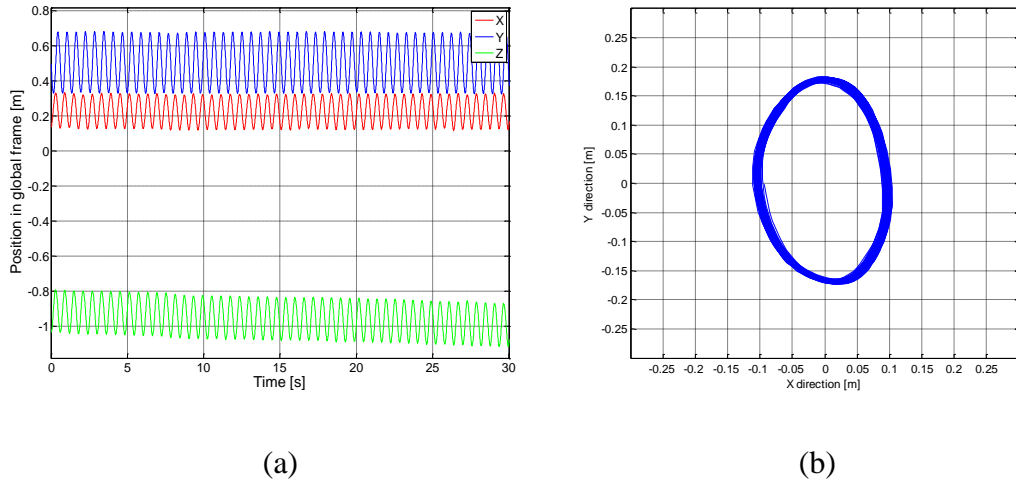 0.8
0.6
0.4
0.2
0
-0.2
-0.4
-0.6
-0.8
-1
Position in global frame [m]
0 5 10 15 20 25 30
Time [s]
X
Y
Z
0.25
0.2
0.15
0.1
0.05
0
-0.05
-0.1
-0.15
-0.2
-0.25
Y direction [m]
-0.25 -0.2 -0.15 -0.1 -0.05 0 0.05 0.1 0.15 0.2 0.25
X direction [m]
(a) (b)